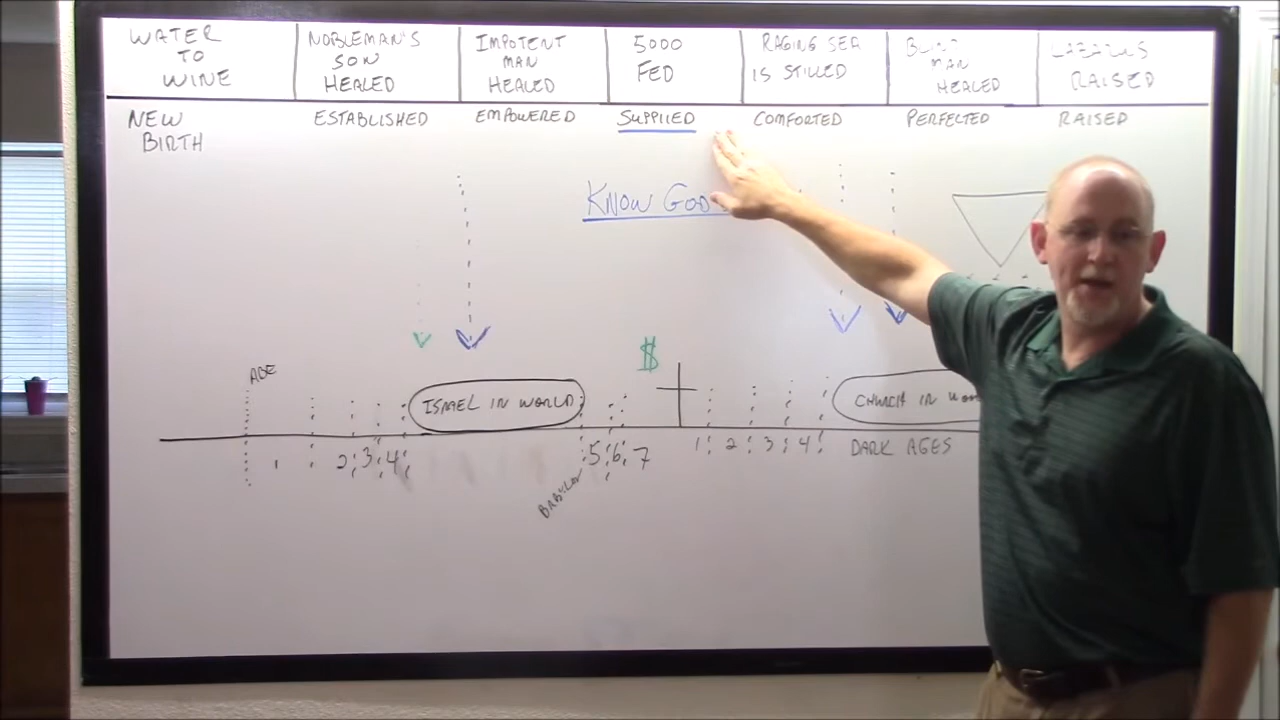 WATER
TO
WINE
NOBLEMAN'S
SON
HEALED
IMPOTENT
MAN
HEALED
5000
FED
RAGING SEA
IS STILLED
BLIND
MAN
HEALED
LAZARUS
RAISED
NEW
BIRTH
ESTABLISHED
EMPOWERED
SUPPLIED
COMFORTED
PERFECTED
RAISED
KNOW GOD
ABE
$
ISRAEL IN WORLD
CHURCH IN
1 2 3 4 5 6 7 1 2 3 4 DARK AGES
BABYLON